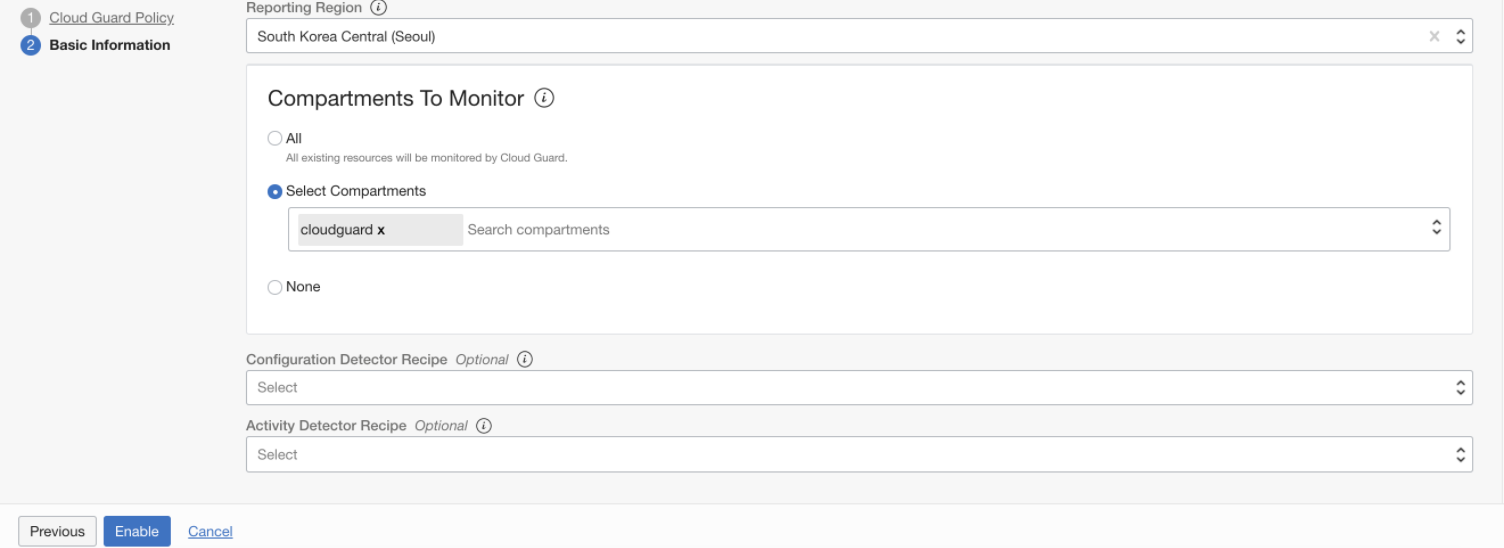 1 Cloud Guard Policy
2 Basic Information
Reporting Region i
South Korea Central (Seoul) ×
Compartments To Monitor i
All
All existing resources will be monitored by Cloud Guard.
Select Compartments
cloudguard x Search compartments
None
Configuration Detector Recipe Optional i
Select
Activity Detector Recipe Optional i
Select
Previous Enable Cancel